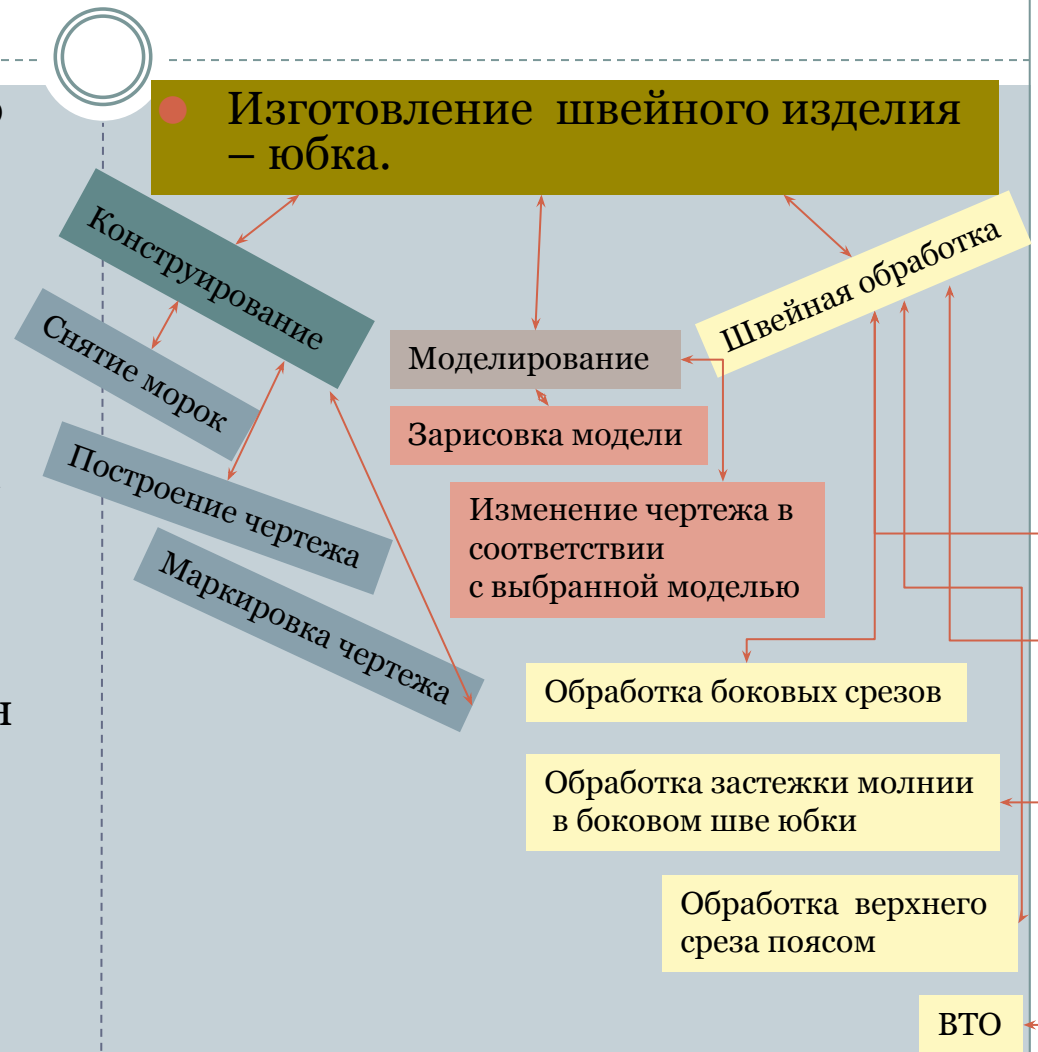 Изготовление швейного изделия
– юбка.
Конструирование
Швейная обработка
Снятие морок
Моделирование
Зарисовка модели
Построение чертежа
Изменение чертежа в
соответствии
с выбранной моделью
Маркировка чертежа
Обработка боковых срезов
Обработка застежки молнии
в боковом шве юбки
Обработка верхнего
среза поясом
ВТО